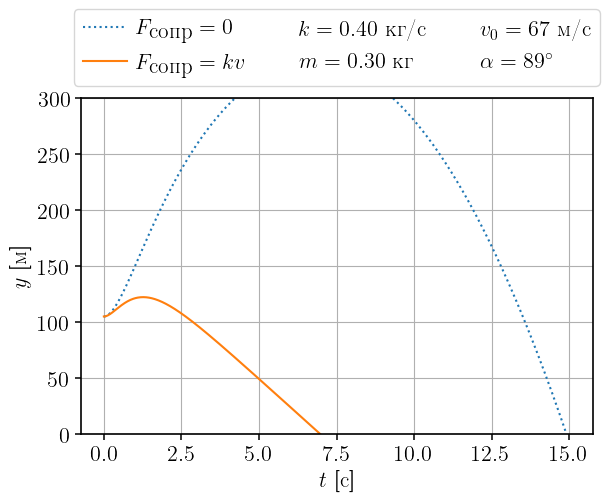 F_сопр = 0 k = 0.40 кг/с v_0 = 67 м/с
F_сопр = kv m = 0.30 кг α = 89°
300
250
200
150
100
50
0
y [м]
0.0 2.5 5.0 7.5 10.0 12.5 15.0
t [с]